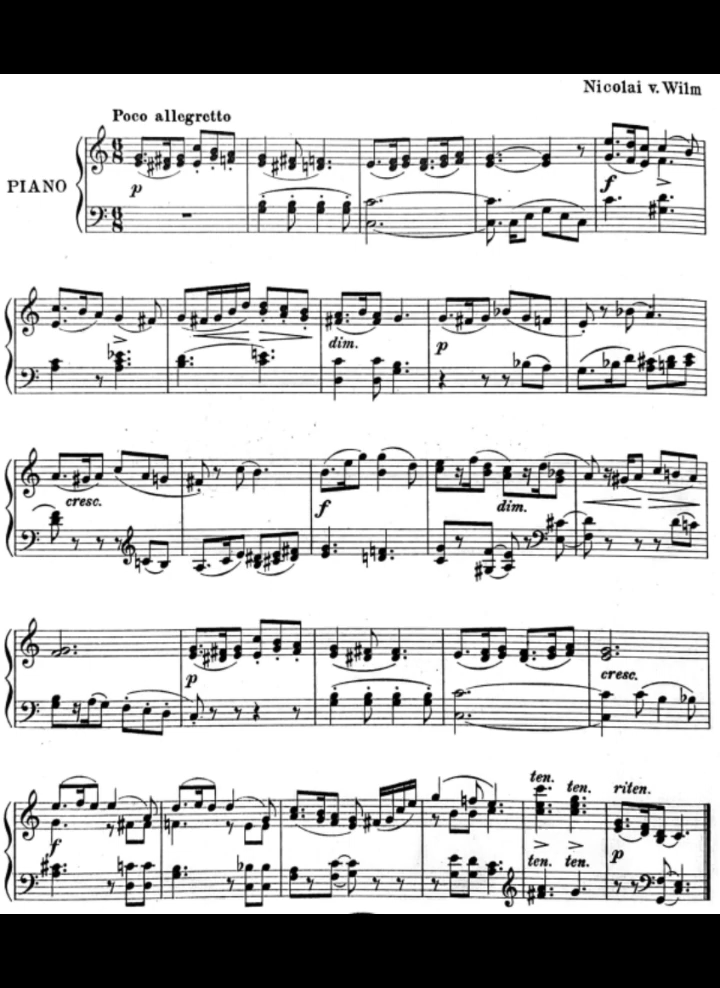 Nicolai v. Wilm
Poco allegretto
PIANO
p
f
dim.
p
cresc.
f
dim.
p
cresc.
ten. ten. riten.
f
p
ten. ten.